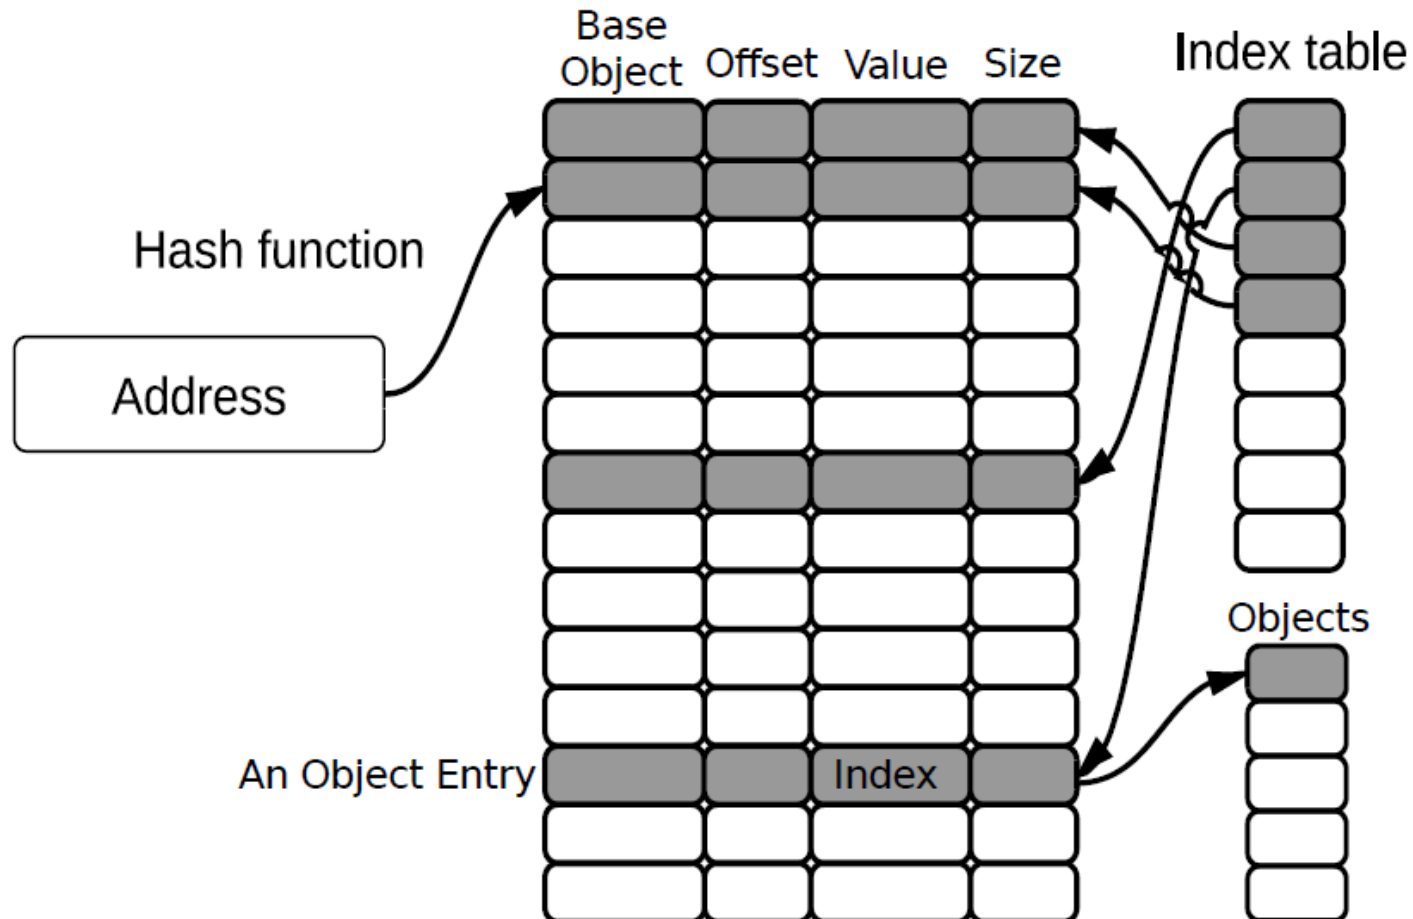 Base
Object
Offset
Value
Size
Index table
Hash function
Address
Objects
An Object Entry
Index